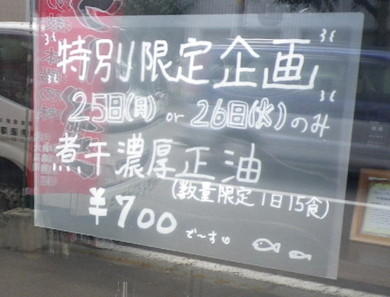 特別限定企画
25日(月) or 26日(火)のみ
煮干濃厚正油
(数量限定1日15食)
¥700
で〜す